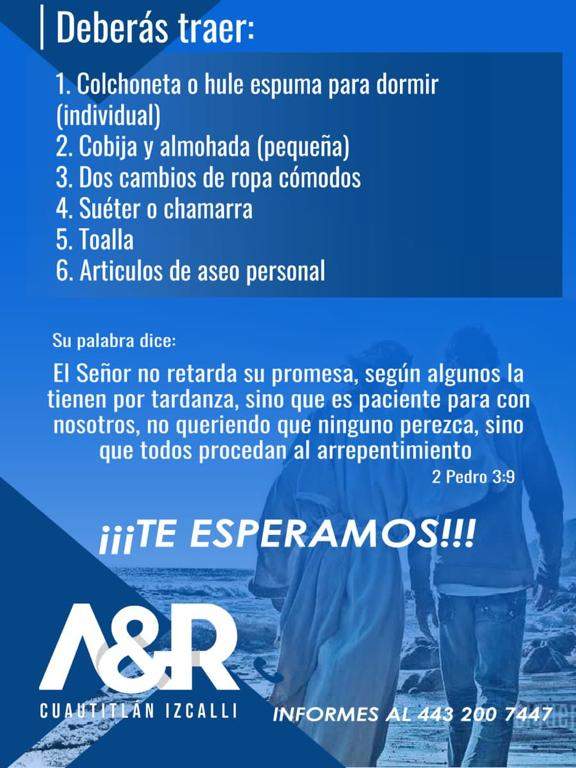 Deberás traer:
1. Colchoneta o hule espuma para dormir
(individual)
2. Cobija y almohada (pequeña)
3. Dos cambios de ropa cómodos
4. Suéter o chamarra
5. Toalla
6. Articulos de aseo personal
Su palabra dice:
El Señor no retarda su promesa, según algunos la
tienen por tardanza, sino que es paciente para con
nosotros, no queriendo que ninguno perezca, sino
que todos procedan al arrepentimiento
2 Pedro 3:9
¡¡¡TE ESPERAMOS!!!
A&R
CUAUTITLÁN IZCALLI
INFORMES AL 443 200 7447